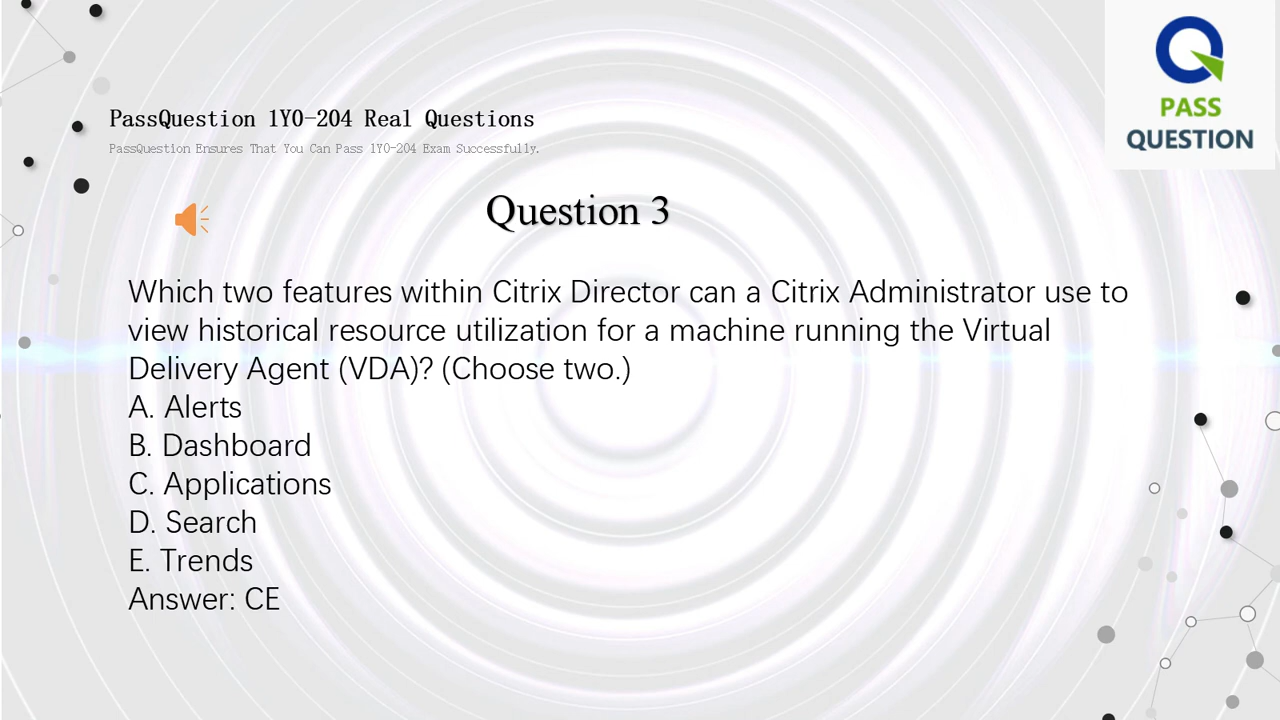 PassQuestion 1Y0-204 Real Questions
PassQuestion Ensures That You Can Pass 1Y0-204 Exam Successfully.
PASS
QUESTION
Question 3
Which two features within Citrix Director can a Citrix Administrator use to
view historical resource utilization for a machine running the Virtual
Delivery Agent (VDA)? (Choose two.)
A. Alerts
B. Dashboard
C. Applications
D. Search
E. Trends
Answer: CE